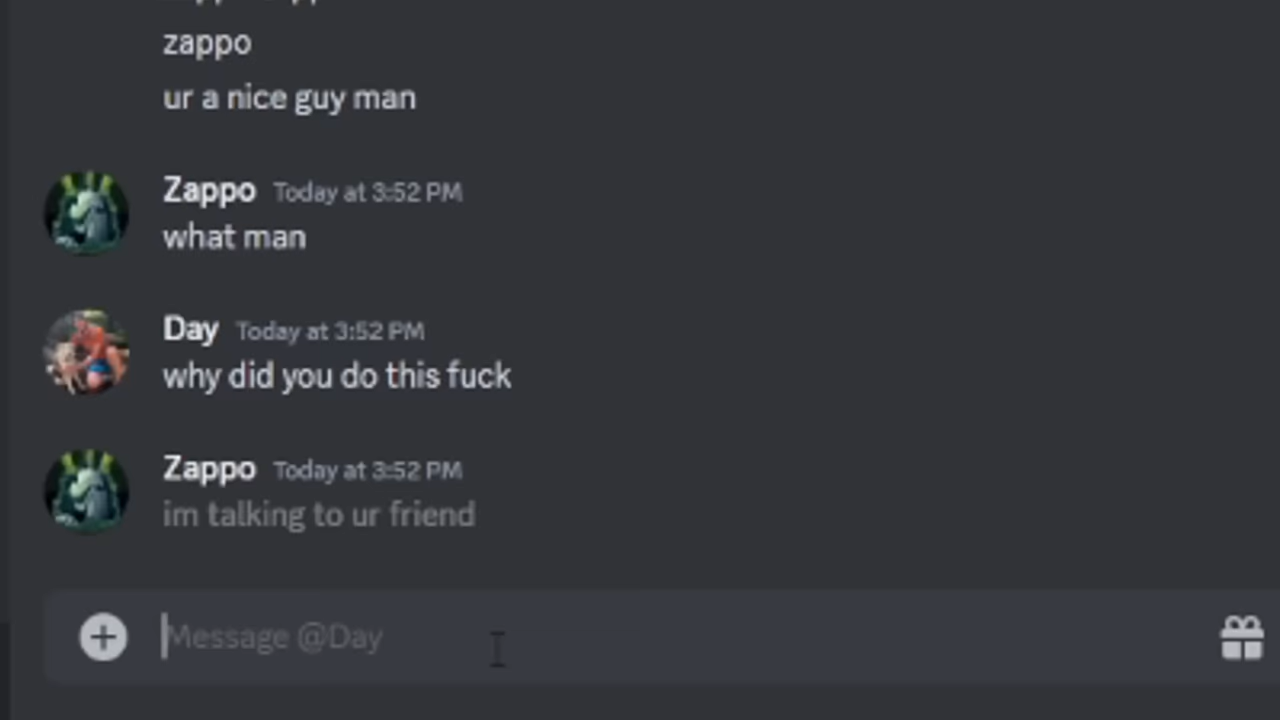 zappo
ur a nice guy man
Zappo Today at 3:52 PM
what man
Day Today at 3:52 PM
why did you do this fuck
Zappo Today at 3:52 PM
im talking to ur friend
Message @Day